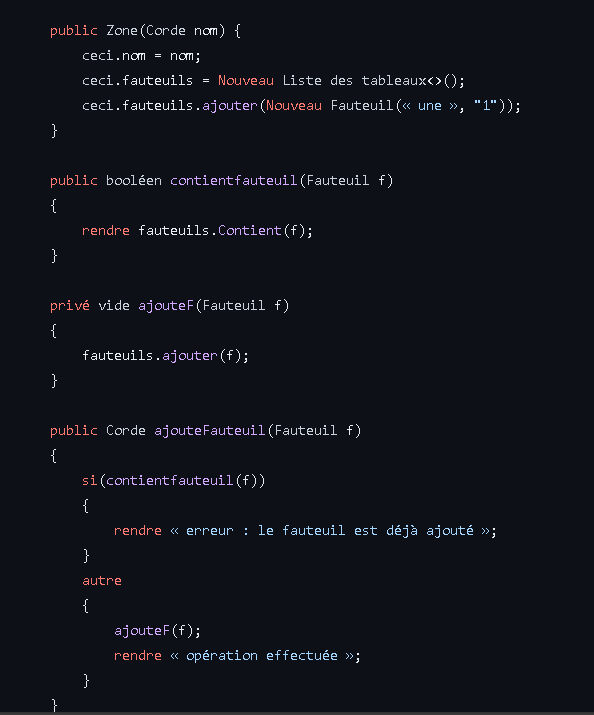 public Zone(Corde nom) {
ceci.nom = nom;
ceci.fauteuils = Nouveau Liste des tableaux<>();
ceci.fauteuils.ajouter(Nouveau Fauteuil(« une », "1"));
}
public booléen contientfauteuil(Fauteuil f)
{
rendre fauteuils.Contient(f);
}
privé vide ajouteF(Fauteuil f)
{
fauteuils.ajouter(f);
}
public Corde ajouteFauteuil(Fauteuil f)
{
si(contientfauteuil(f))
{
rendre « erreur : le fauteuil est déjà ajouté »;
}
autre
{
ajouteF(f);
rendre « opération effectuée »;
}
}